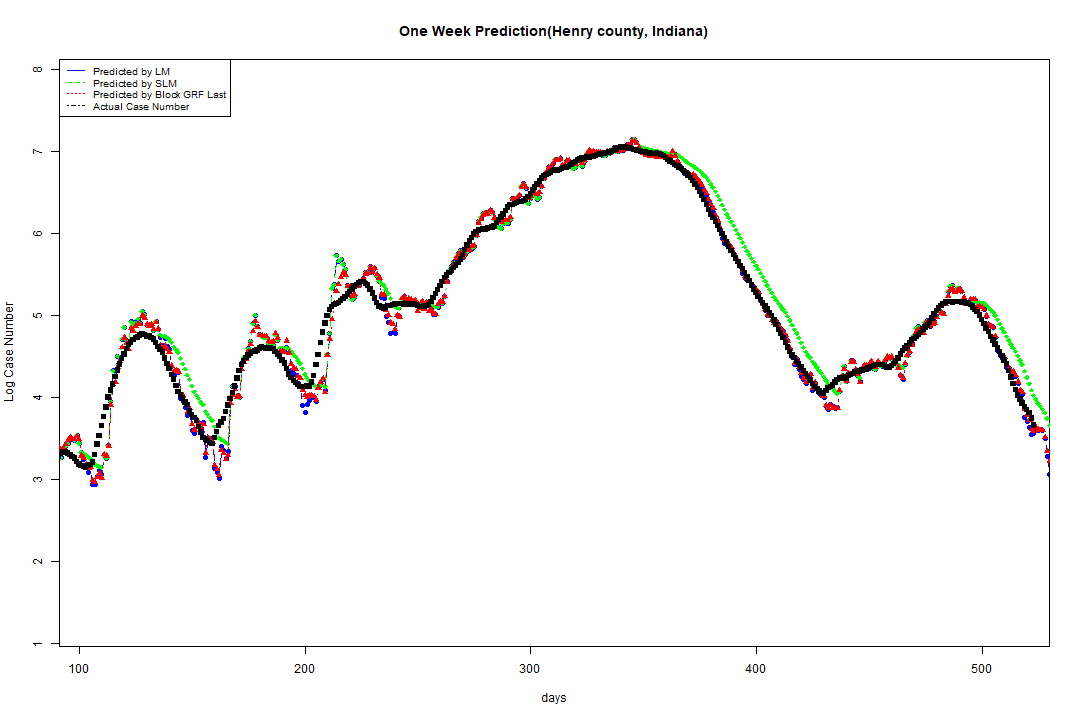 One Week Prediction(Henry county, Indiana)
Predicted by LM
Predicted by SLM
Predicted by Block GRF Last
Actual Case Number
Log Case Number
8
7
6
5
4
3
2
1
100 200 300 400 500
days